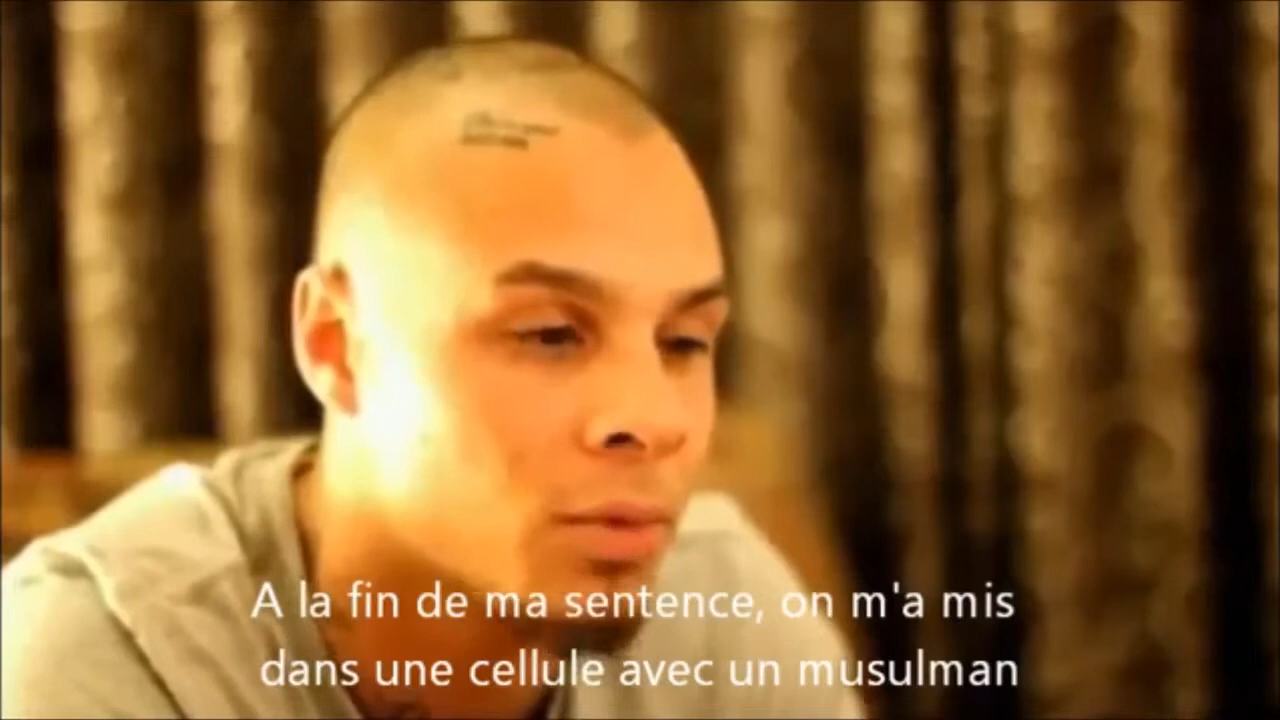 A la fin de ma sentence, on m'a mis
dans une cellule avec un musulman